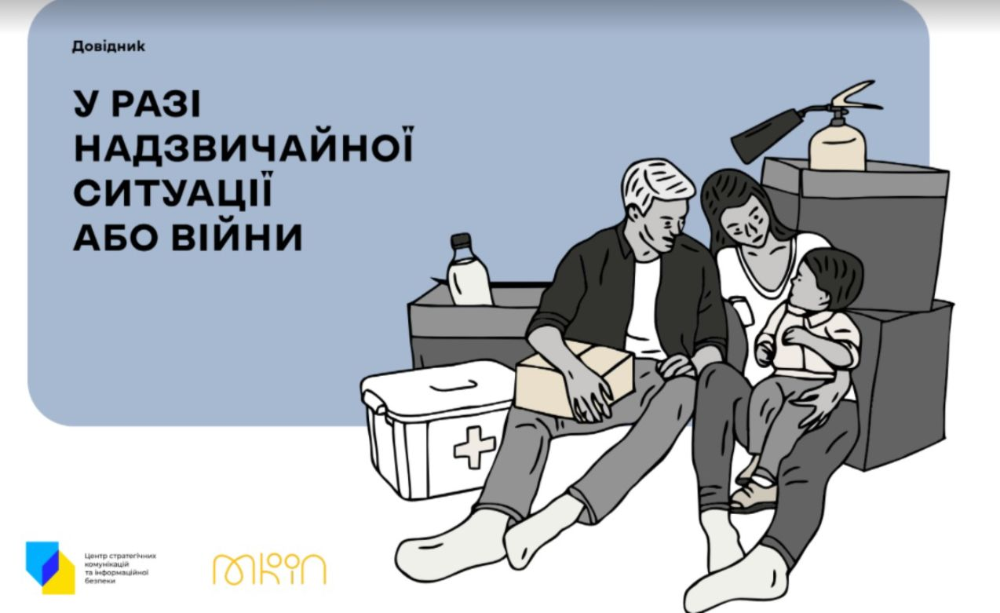 Довідник
У РАЗІ
НАДЗВИЧАЙНОЇ
СИТУАЦІЇ
АБО ВІЙНИ
Центр стратегічних
комунікацій
та інформаційної
безпеки
мкіп